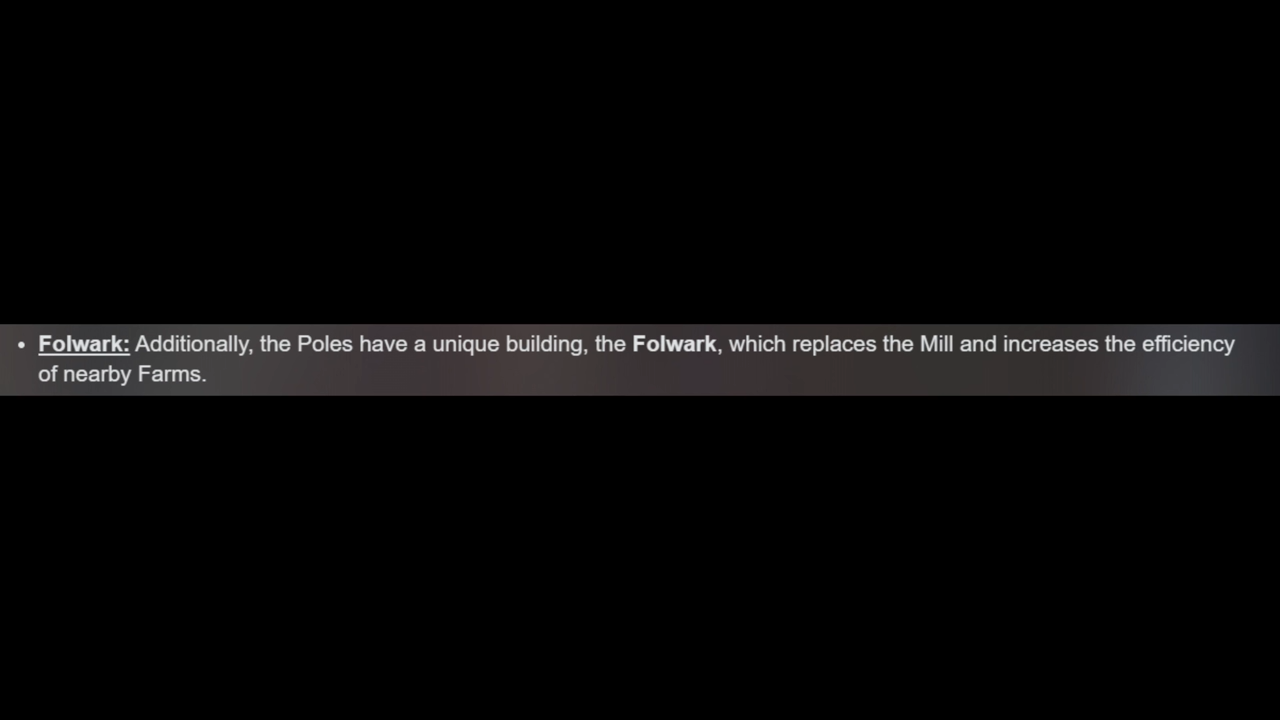 • Folwark: Additionally, the Poles have a unique building, the Folwark, which replaces the Mill and increases the efficiency
of nearby Farms.